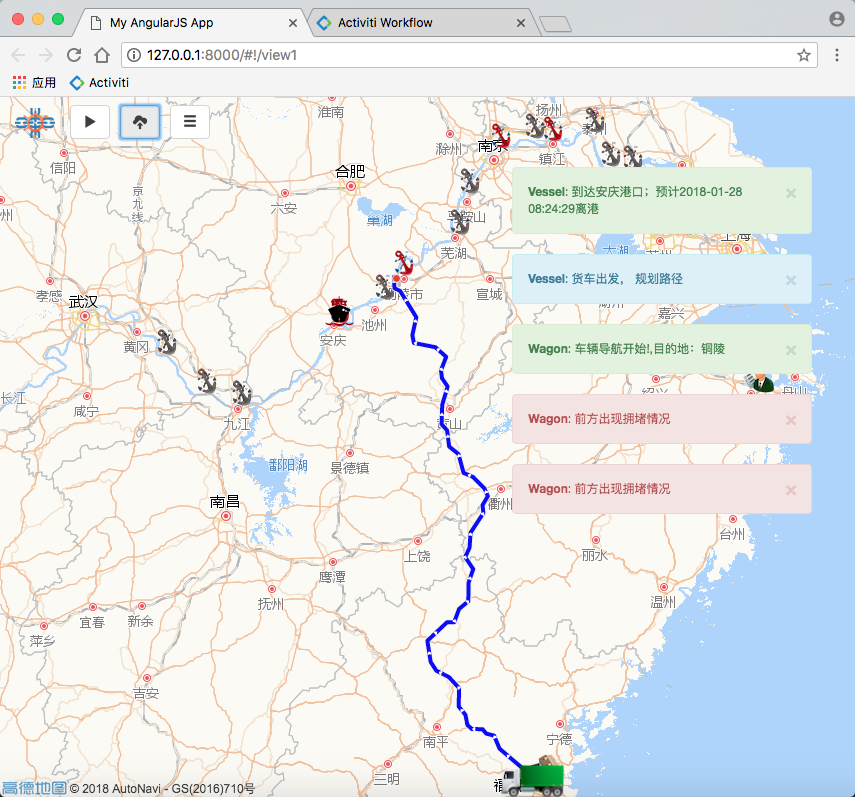 My AngularJS App
Activiti Workflow
127.0.0.1:8000/#!/view1
应用
Activiti
淮南
扬州
滁州
南京
镇江
信阳
合肥
京九线
六安
巢湖
芜湖
上海
太湖
Vessel: 到达安庆港口；预计2018-01-28
08:24:29离港
Vessel: 货车出发， 规划路径
Wagon: 车辆导航开始!,目的地：铜陵
Wagon: 前方出现拥堵情况
Wagon: 前方出现拥堵情况
孝感
武汉
宣城
嘉兴
池州
安庆
黄冈
长江
咸宁
九江
舟山
鄱阳湖
景德镇
衢州
南昌
台州
上饶
丽水
鹰潭
抚州
温州
宜春
新余
萍乡
吉安
南平
宁德
三明
高德地图 © 2018 AutoNavi - GS(2016)710号